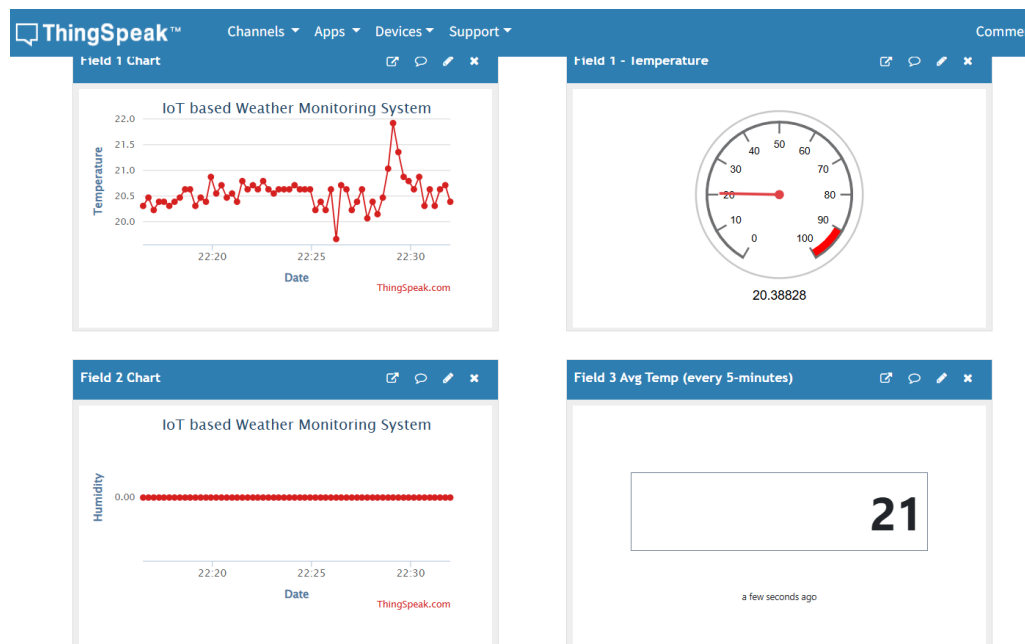 ThingSpeak™ Channels Apps Devices Support Comme
Field 1 Chart
IoT based Weather Monitoring System
22.0
21.5
21.0
20.5
20.0
Temperature
22:20 22:25 22:30
Date
ThingSpeak.com
Field 1 - Temperature
0 10 20 30 40 50 60 70 80 90 100
20.38828
Field 2 Chart
IoT based Weather Monitoring System
Humidity
0.00
22:20 22:25 22:30
Date
ThingSpeak.com
Field 3 Avg Temp (every 5-minutes)
21
a few seconds ago